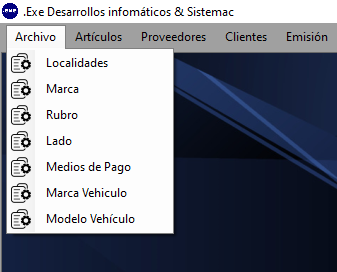 .EXE .Exe Desarrollos infomáticos & Sistemac
Archivo Artículos Proveedores Clientes Emisión
Localidades
Marca
Rubro
Lado
Medios de Pago
Marca Vehiculo
Modelo Vehículo